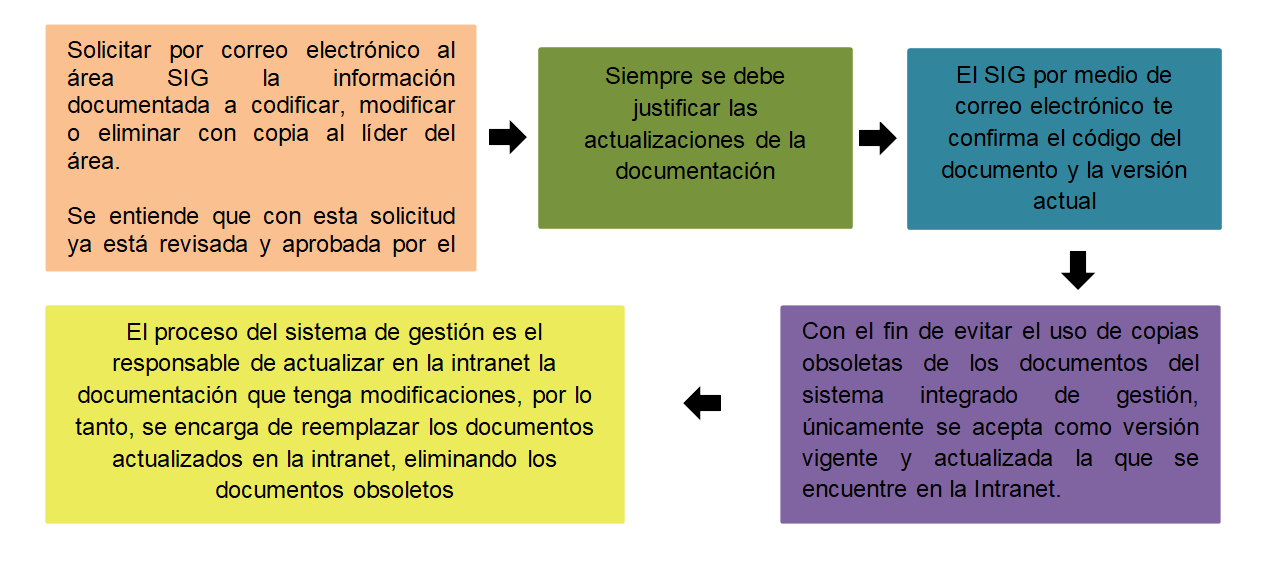 Solicitar por correo electrónico al
área SIG la información
documentada a codificar, modificar
o eliminar con copia al líder del
área.
Se entiende que con esta solicitud
ya está revisada y aprobada por el
Siempre se debe
justificar las
actualizaciones de la
documentación
El SIG por medio de
correo electrónico te
confirma el código del
documento y la versión
actual
Con el fin de evitar el uso de copias
obsoletas de los documentos del
sistema integrado de gestión,
únicamente se acepta como versión
vigente y actualizada la que se
encuentre en la Intranet.
El proceso del sistema de gestión es el
responsable de actualizar en la intranet la
documentación que tenga modificaciones, por lo
tanto, se encarga de reemplazar los documentos
actualizados en la intranet, eliminando los
documentos obsoletos